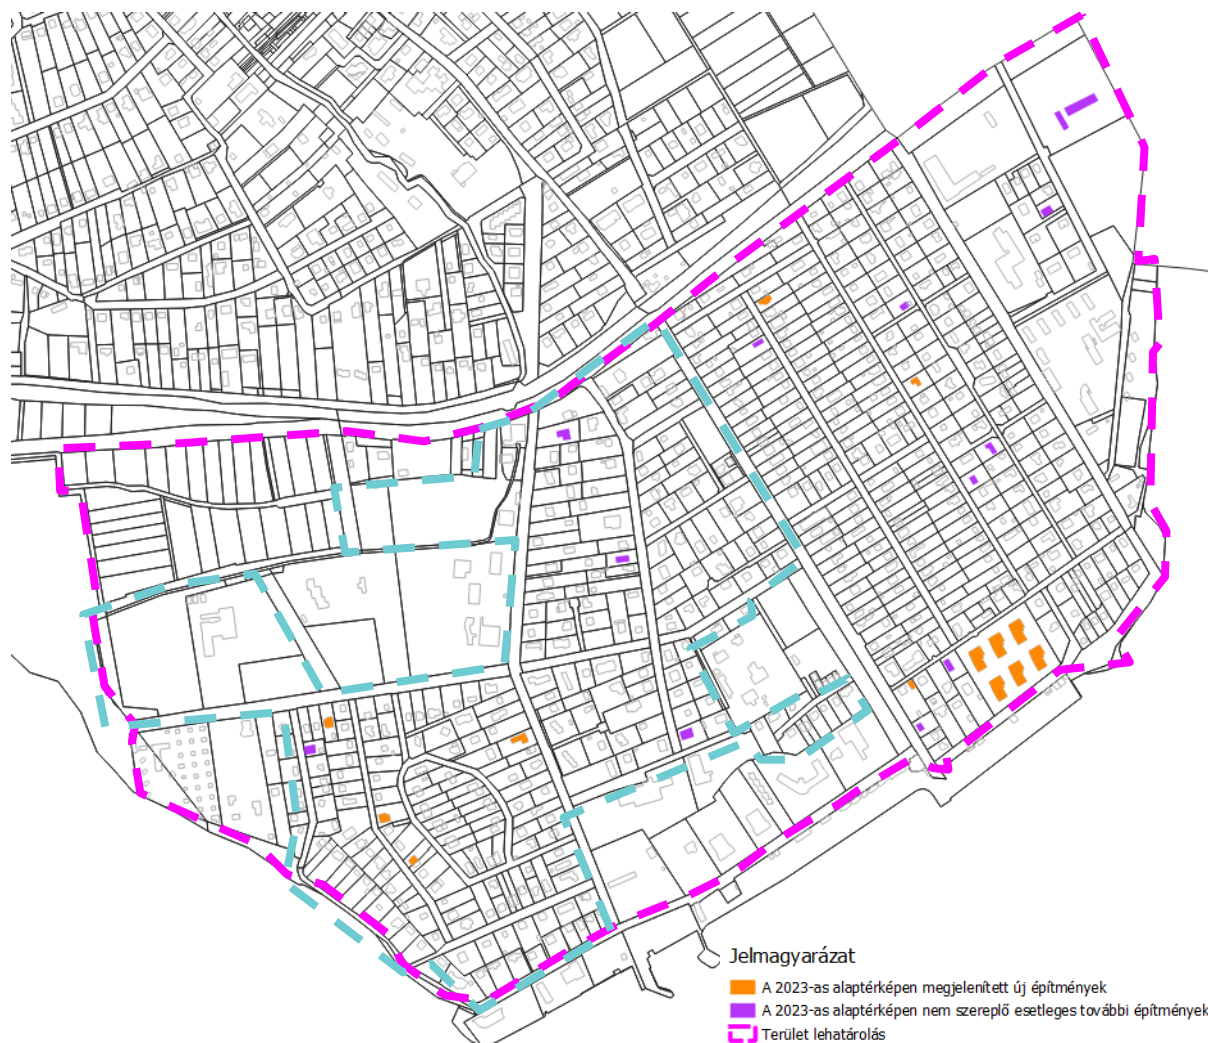 Jelmagyarázat
A 2023-as alaptérképen megjelenített új építmények
A 2023-as alaptérképen nem szereplő esetleges további építmények
Terület lehatárolás